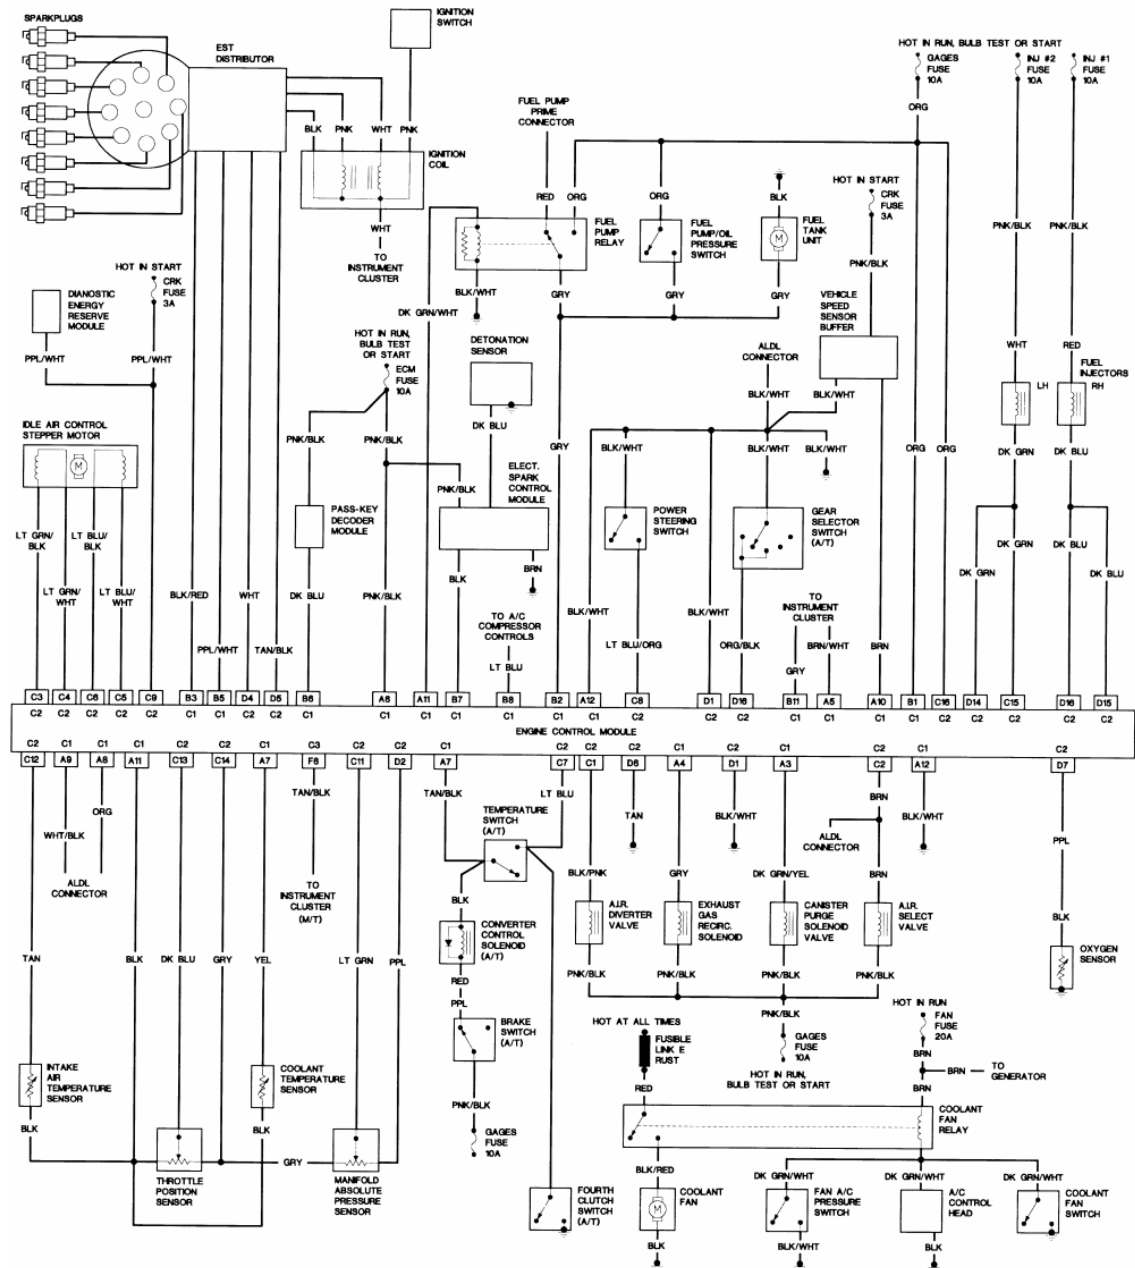 SPARKPLUGS
EST
DISTRIBUTOR
IGNITION
SWITCH
BLK
PNK
WHT
PNK
IGNITION
COIL
WHT
TO
INSTRUMENT
CLUSTER
FUEL PUMP
PRIME
CONNECTOR
RED
ORG
FUEL
PUMP
RELAY
BLK/WHT
GRY
DK GRN/WHT
ORG
FUEL
PUMP/OIL
PRESSURE
SWITCH
GRY
BLK
M
FUEL
TANK
UNIT
GRY
HOT IN RUN, BULB TEST OR START
GAGES
FUSE
10A
ORG
INJ #2
FUSE
10A
INJ #1
FUSE
10A
HOT IN START
CRK
FUSE
3A
PNK/BLK
PNK/BLK
PNK/BLK
VEHICLE
SPEED
SENSOR
BUFFER
HOT IN START
CRK
FUSE
3A
DIANOSTIC
ENERGY
RESERVE
MODULE
PPL/WHT
PPL/WHT
HOT IN RUN,
BULB TEST
OR START
ECM
FUSE
10A
DETONATION
SENSOR
DK BLU
ALDL
CONNECTOR
BLK/WHT
BLK/WHT
WHT
RED
FUEL
INJECTORS
LH
RH
IDLE AIR CONTROL
STEPPER MOTOR
M
PNK/BLK
PNK/BLK
GRY
BLK/WHT
BLK/WHT
BLK/WHT
ORG
ORG
DK GRN
DK BLU
ELECT.
SPARK
CONTROL
MODULE
PNK/BLK
PASS-KEY
DECODER
MODULE
POWER
STEERING
SWITCH
GEAR
SELECTOR
SWITCH
(A/T)
LT GRN/
BLK
LT BLU/
BLK
LT GRN/
WHT
LT BLU/
WHT
BLK/RED
PPL/WHT
WHT
TAN/BLK
DK BLU
PNK/BLK
BLK
BRN
TO A/C
COMPRESSOR
CONTROLS
LT BLU
BLK/WHT
LT BLU/ORG
BLK/WHT
ORG/BLK
TO
INSTRUMENT
CLUSTER
GRY
BRN/WHT
BRN
DK GRN
DK GRN
DK BLU
DK BLU
C3 C4 C6 C5 C9 B3 B5 D4 D5 B6 A6 A11 B7 B8 B2 A12 C8 D1 D16 B11 A5 A10 B1 C16 D14 C15 D16 D15
C2 C2 C2 C2 C2 C1 C1 C2 C2 C1 C1 C1 C1 C1 C1 C2 C2 C2 C1 C1 C1 C1 C2 C2 C2 C2 C2
ENGINE CONTROL MODULE
C2 C1 C1 C1 C2 C2 C1 C3 C2 C2 C1 C2 C2 C2 C1 C2 C1 C2 C1 C2
C12 A9 A8 A11 C13 C14 A7 F6 C11 D2 A7 C7 C1 D6 A4 D1 A3 C2 A12 D7
ORG
WHT/BLK
ALDL
CONNECTOR
TAN/BLK
TO
INSTRUMENT
CLUSTER
(M/T)
TAN/BLK
LT BLU
TEMPERATURE
SWITCH
(A/T)
TAN
BLK/WHT
BRN
ALDL
CONNECTOR
BLK/WHT
PPL
BLK/PNK
GRY
DK GRN/YEL
BRN
BLK
CONVERTER
CONTROL
SOLENOID
(A/T)
A.I.R.
DIVERTER
VALVE
EXHAUST
GAS
RECIRC.
SOLENOID
CANISTER
PURGE
SOLENOID
VALVE
A.I.R.
SELECT
VALVE
BLK
OXYGEN
SENSOR
TAN
BLK
DK BLU
GRY
YEL
LT GRN
PPL
RED
PPL
PNK/BLK
PNK/BLK
PNK/BLK
PNK/BLK
PNK/BLK
BRAKE
SWITCH
(A/T)
HOT AT ALL TIMES
FUSIBLE
LINK E
RUST
GAGES
FUSE
10A
HOT IN RUN,
BULB TEST OR START
HOT IN RUN
FAN
FUSE
20A
BRN
BRN
TO
GENERATOR
BRN
INTAKE
AIR
TEMPERATURE
SENSOR
COOLANT
TEMPERATURE
SENSOR
PNK/BLK
RED
COOLANT
FAN
RELAY
BLK
BLK
GAGES
FUSE
10A
GRY
THROTTLE
POSITION
SENSOR
MANIFOLD
ABSOLUTE
PRESSURE
SENSOR
BLK/RED
DK GRN/WHT
DK GRN/WHT
DK GRN/WHT
FOURTH
CLUTCH
SWITCH
(A/T)
M
COOLANT
FAN
FAN A/C
PRESSURE
SWITCH
A/C
CONTROL
HEAD
COOLANT
FAN
SWITCH
BLK
BLK/WHT
BLK